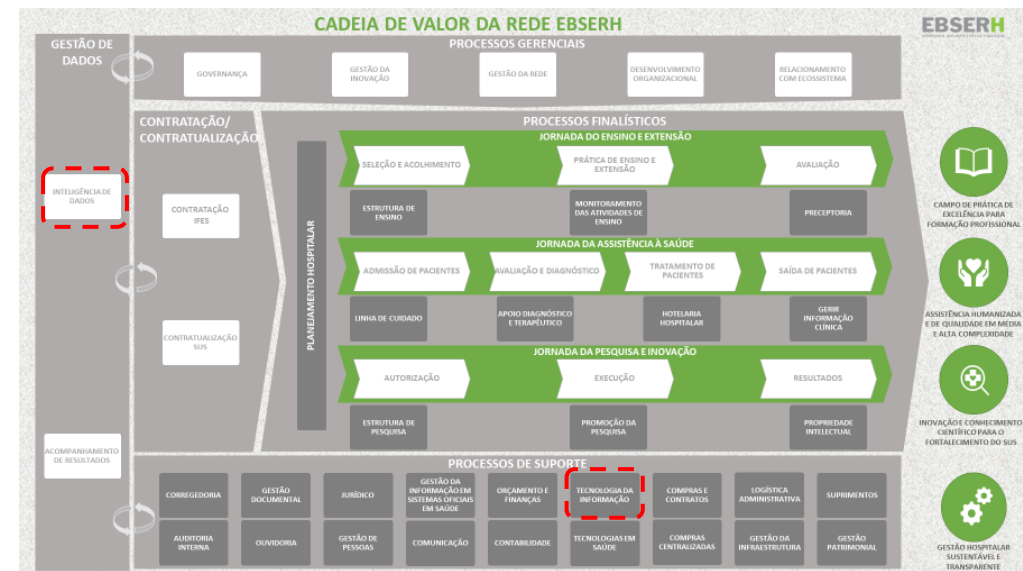 CADEIA DE VALOR DA REDE EBSERH
EBSERH
GESTÃO DE
DADOS
INTELIGÊNCIA DE
DADOS
ACOMPANHAMENTO
DE RESULTADOS
PROCESSOS GERENCIAIS
GOVERNANÇA
GESTÃO DA
INOVAÇÃO
GESTÃO DA REDE
DESENVOLVIMENTO
ORGANIZACIONAL
RELACIONAMENTO
COM ECOSSISTEMA
CONTRATAÇÃO/
CONTRATUALIZAÇÃO
CONTRATAÇÃO
IFES
CONTRATUALIZAÇÃO
SUS
PROCESSOS FINALÍSTICOS
PLANEJAMENTO HOSPITALAR
JORNADA DO ENSINO E EXTENSÃO
SELEÇÃO E ACOLHIMENTO
PRÁTICA DE ENSINO E
EXTENSÃO
AVALIAÇÃO
ESTRUTURA DE
ENSINO
MONITORAMENTO
DAS ATIVIDADES DE
ENSINO
PRECEPTORIA
JORNADA DA ASSISTÊNCIA À SAÚDE
ADMISSÃO DE PACIENTES
AVALIAÇÃO E DIAGNÓSTICO
TRATAMENTO DE
PACIENTES
SAÍDA DE PACIENTES
LINHA DE CUIDADO
APOIO DIAGNÓSTICO
E TERAPÊUTICO
HOTELARIA
HOSPITALAR
GERIR
INFORMAÇÃO
CLÍNICA
JORNADA DA PESQUISA E INOVAÇÃO
AUTORIZAÇÃO
EXECUÇÃO
RESULTADOS
ESTRUTURA DE
PESQUISA
PROMOÇÃO DA
PESQUISA
PROPRIEDADE
INTELECTUAL
PROCESSOS DE SUPORTE
CORREGEDORIA
GESTÃO
DOCUMENTAL
JURÍDICO
GESTÃO DA
INFORMAÇÃO EM
SISTEMAS OFICIAIS
EM SAÚDE
ORÇAMENTO E
FINANÇAS
TECNOLOGIA DA
INFORMAÇÃO
COMPRAS E
CONTRATOS
LOGÍSTICA
ADMINISTRATIVA
SUPRIMENTOS
AUDITORIA
INTERNA
OUVIDORIA
GESTÃO DE
PESSOAS
COMUNICAÇÃO
CONTABILIDADE
TECNOLOGIAS EM
SAÚDE
COMPRAS
CENTRALIZADAS
GESTÃO DA
INFRAESTRUTURA
GESTÃO
PATRIMONIAL
CAMPO DE PRÁTICA DE
EXCELÊNCIA PARA
FORMAÇÃO PROFISSIONAL
ASSISTÊNCIA HUMANIZADA
E DE QUALIDADE EM MÉDIA
E ALTA COMPLEXIDADE
INOVAÇÃO E CONHECIMENTO
CIENTÍFICO PARA O
FORTALECIMENTO DO SUS
GESTÃO HOSPITALAR
SUSTENTÁVEL E
TRANSPARENTE